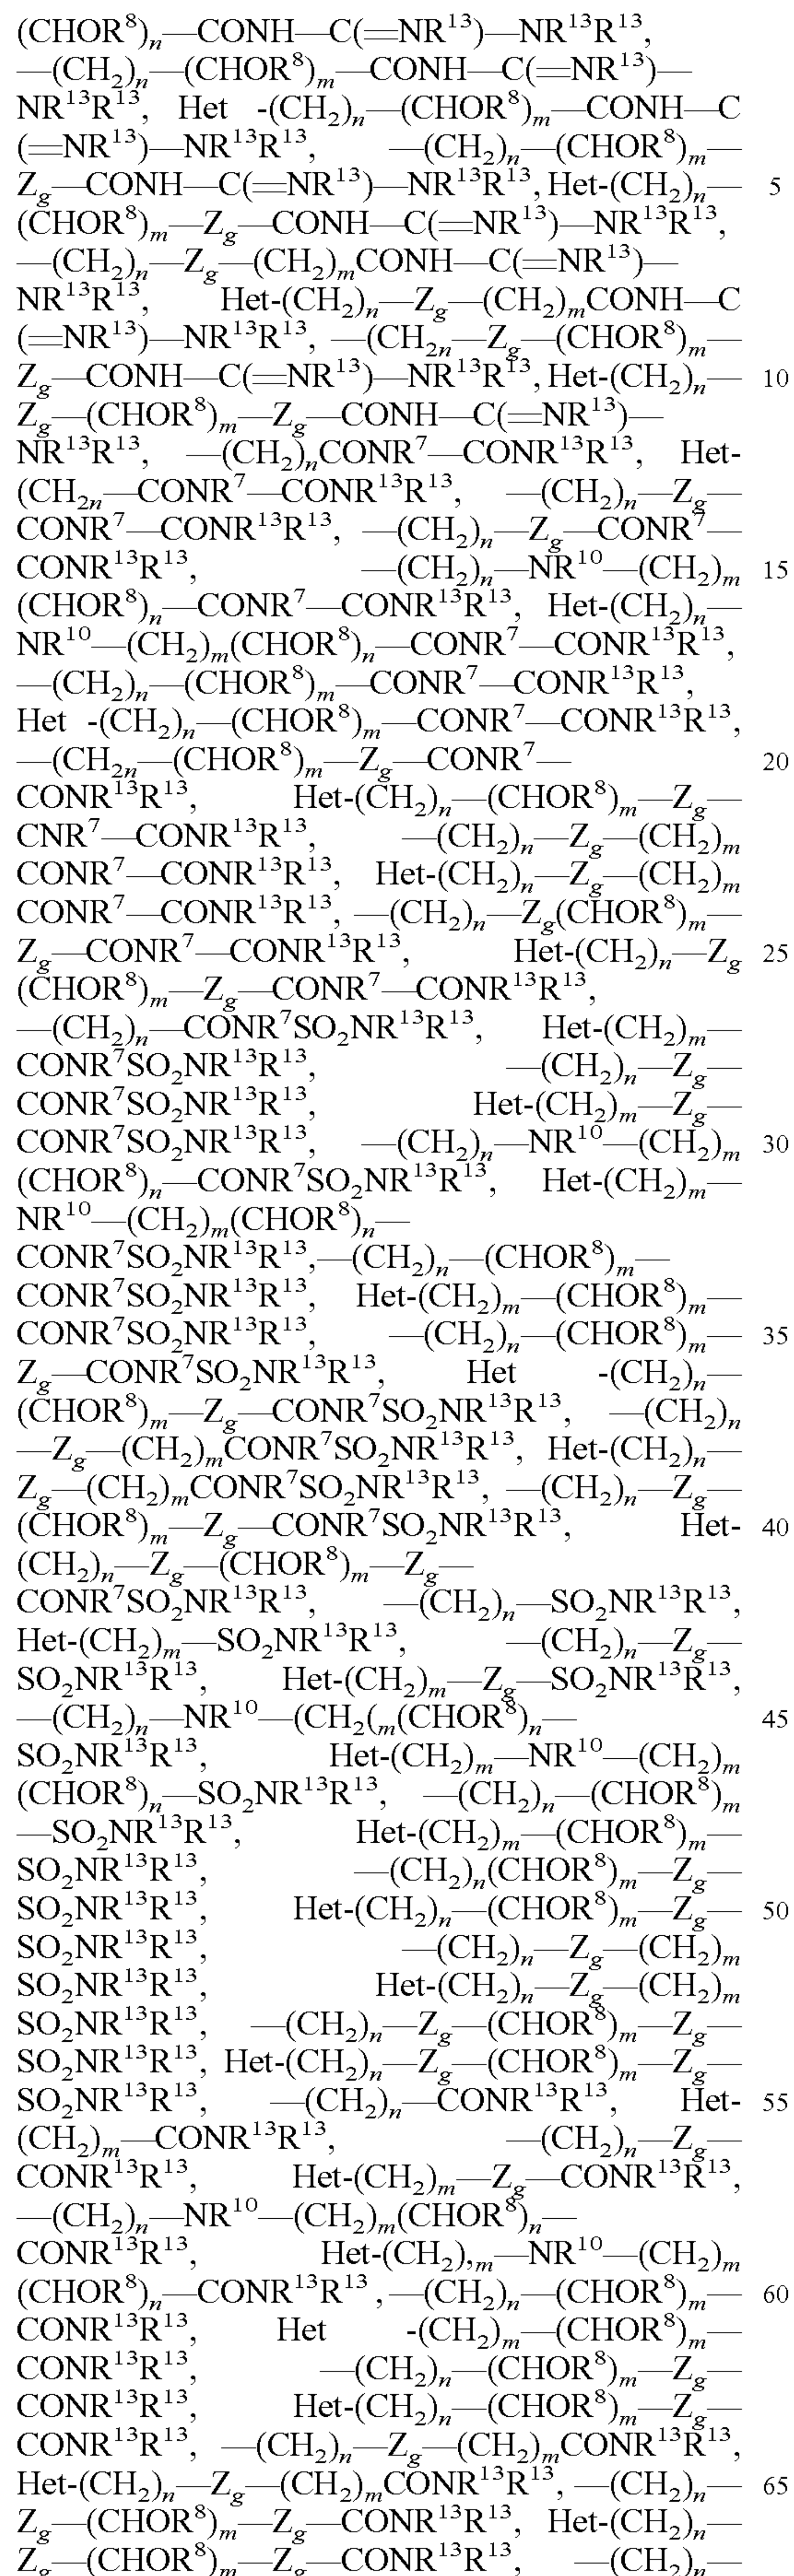 (CHOR⁸)ₙ—CONH—C(=NR¹³)—NR¹³R¹³,
—(CH₂)ₙ—(CHOR⁸)ₘ—CONH—C(=NR¹³)—
NR¹³R¹³, Het -(CH₂)ₙ—(CHOR⁸)ₘ—CONH—C
(=NR¹³)—NR¹³R¹³, —(CH₂)ₙ—(CHOR⁸)ₘ—
Z_g—CONH—C(=NR¹³)—NR¹³R¹³, Het-(CH₂)ₙ— 5
(CHOR⁸)ₘ—Z_g—CONH—C(=NR¹³)—NR¹³R¹³,
—(CH₂)ₙ—Z_g—(CH₂)ₘCONH—C(=NR¹³)—
NR¹³R¹³, Het-(CH₂)ₙ—Z_g—(CH₂)ₘCONH—C
(=NR¹³)—NR¹³R¹³, —(CH₂ₙ—Z_g—(CHOR⁸)ₘ—
Z_g—CONH—C(=NR¹³)—NR¹³R¹³, Het-(CH₂)ₙ— 10
Z_g—(CHOR⁸)ₘ—Z_g—CONH—C(=NR¹³)—
NR¹³R¹³, —(CH₂)ₙCONR⁷—CONR¹³R¹³, Het-
(CH₂ₙ—CONR⁷—CONR¹³R¹³, —(CH₂)ₙ—Z_g—
CONR⁷—CONR¹³R¹³, —(CH₂)ₙ—Z_g—CONR⁷—
CONR¹³R¹³, —(CH₂)ₙ—NR¹⁰—(CH₂)ₘ 15
(CHOR⁸)ₙ—CONR⁷—CONR¹³R¹³, Het-(CH₂)ₙ—
NR¹⁰—(CH₂)ₘ(CHOR⁸)ₙ—CONR⁷—CONR¹³R¹³,
—(CH₂)ₙ—(CHOR⁸)ₘ—CONR⁷—CONR¹³R¹³,
Het -(CH₂)ₙ—(CHOR⁸)ₘ—CONR⁷—CONR¹³R¹³,
—(CH₂ₙ—(CHOR⁸)ₘ—Z_g—CONR⁷— 20
CONR¹³R¹³, Het-(CH₂)ₙ—(CHOR⁸)ₘ—Z_g—
CNR⁷—CONR¹³R¹³, —(CH₂)ₙ—Z_g—(CH₂)ₘ
CONR⁷—CONR¹³R¹³, Het-(CH₂)ₙ—Z_g—(CH₂)ₘ
CONR⁷—CONR¹³R¹³, —(CH₂)ₙ—Z_g(CHOR⁸)ₘ—
Z_g—CONR⁷—CONR¹³R¹³, Het-(CH₂)ₙ—Z_g 25
(CHOR⁸)ₘ—Z_g—CONR⁷—CONR¹³R¹³,
—(CH₂)ₙ—CONR⁷SO₂NR¹³R¹³, Het-(CH₂)ₘ—
CONR⁷SO₂NR¹³R¹³, —(CH₂)ₙ—Z_g—
CONR⁷SO₂NR¹³R¹³, Het-(CH₂)ₘ—Z_g—
CONR⁷SO₂NR¹³R¹³, —(CH₂)ₙ—NR¹⁰—(CH₂)ₘ 30
(CHOR⁸)ₙ—CONR⁷SO₂NR¹³R¹³, Het-(CH₂)ₘ—
NR¹⁰—(CH₂)ₘ(CHOR⁸)ₙ—
CONR⁷SO₂NR¹³R¹³,—(CH₂)ₙ—(CHOR⁸)ₘ—
CONR⁷SO₂NR¹³R¹³, Het-(CH₂)ₘ—(CHOR⁸)ₘ—
CONR⁷SO₂NR¹³R¹³, —(CH₂)ₙ—(CHOR⁸)ₘ— 35
Z_g—CONR⁷SO₂NR¹³R¹³, Het -(CH₂)ₙ—
(CHOR⁸)ₘ—Z_g—CONR⁷SO₂NR¹³R¹³, —(CH₂)ₙ
—Z_g—(CH₂)ₘCONR⁷SO₂NR¹³R¹³, Het-(CH₂)ₙ—
Z_g—(CH₂)ₘCONR⁷SO₂NR¹³R¹³, —(CH₂)ₙ—Z_g—
(CHOR⁸)ₘ—Z_g—CONR⁷SO₂NR¹³R¹³, Het- 40
(CH₂)ₙ—Z_g—(CHOR⁸)ₘ—Z_g—
CONR⁷SO₂NR¹³R¹³, —(CH₂)ₙ—SO₂NR¹³R¹³,
Het-(CH₂)ₘ—SO₂NR¹³R¹³, —(CH₂)ₙ—Z_g—
SO₂NR¹³R¹³, Het-(CH₂)ₘ—Z_g—SO₂NR¹³R¹³,
—(CH₂)ₙ—NR¹⁰—(CH₂(ₘ(CHOR⁸)ₙ— 45
SO₂NR¹³R¹³, Het-(CH₂)ₘ—NR¹⁰—(CH₂)ₘ
(CHOR⁸)ₙ—SO₂NR¹³R¹³, —(CH₂)ₙ—(CHOR⁸)ₘ
—SO₂NR¹³R¹³, Het-(CH₂)ₘ—(CHOR⁸)ₘ—
SO₂NR¹³R¹³, —(CH₂)ₙ(CHOR⁸)ₘ—Z_g—
SO₂NR¹³R¹³, Het-(CH₂)ₙ—(CHOR⁸)ₘ—Z_g— 50
SO₂NR¹³R¹³, —(CH₂)ₙ—Z_g—(CH₂)ₘ
SO₂NR¹³R¹³, Het-(CH₂)ₙ—Z_g—(CH₂)ₘ
SO₂NR¹³R¹³, —(CH₂)ₙ—Z_g—(CHOR⁸)ₘ—Z_g—
SO₂NR¹³R¹³, Het-(CH₂)ₙ—Z_g—(CHOR⁸)ₘ—Z_g—
SO₂NR¹³R¹³, —(CH₂)ₙ—CONR¹³R¹³, Het- 55
(CH₂)ₘ—CONR¹³R¹³, —(CH₂)ₙ—Z_g—
CONR¹³R¹³, Het-(CH₂)ₘ—Z_g—CONR¹³R¹³,
—(CH₂)ₙ—NR¹⁰—(CH₂)ₘ(CHOR⁸)ₙ—
CONR¹³R¹³, Het-(CH₂),ₘ—NR¹⁰—(CH₂)ₘ
(CHOR⁸)ₙ—CONR¹³R¹³, —(CH₂)ₙ—(CHOR⁸)ₘ— 60
CONR¹³R¹³, Het -(CH₂)ₘ—(CHOR⁸)ₘ—
CONR¹³R¹³, —(CH₂)ₙ—(CHOR⁸)ₘ—Z_g—
CONR¹³R¹³, Het-(CH₂)ₙ—(CHOR⁸)ₘ—Z_g—
CONR¹³R¹³, —(CH₂)ₙ—Z_g—(CH₂)ₘCONR¹³R¹³,
Het-(CH₂)ₙ—Z_g—(CH₂)ₘCONR¹³R¹³, —(CH₂)ₙ— 65
Z_g—(CHOR⁸)ₘ—Z_g—CONR¹³R¹³, Het-(CH₂)ₙ—
Z_g—(CHOR⁸)ₘ—Z_g—CONR¹³R¹³, —(CH₂)ₙ—